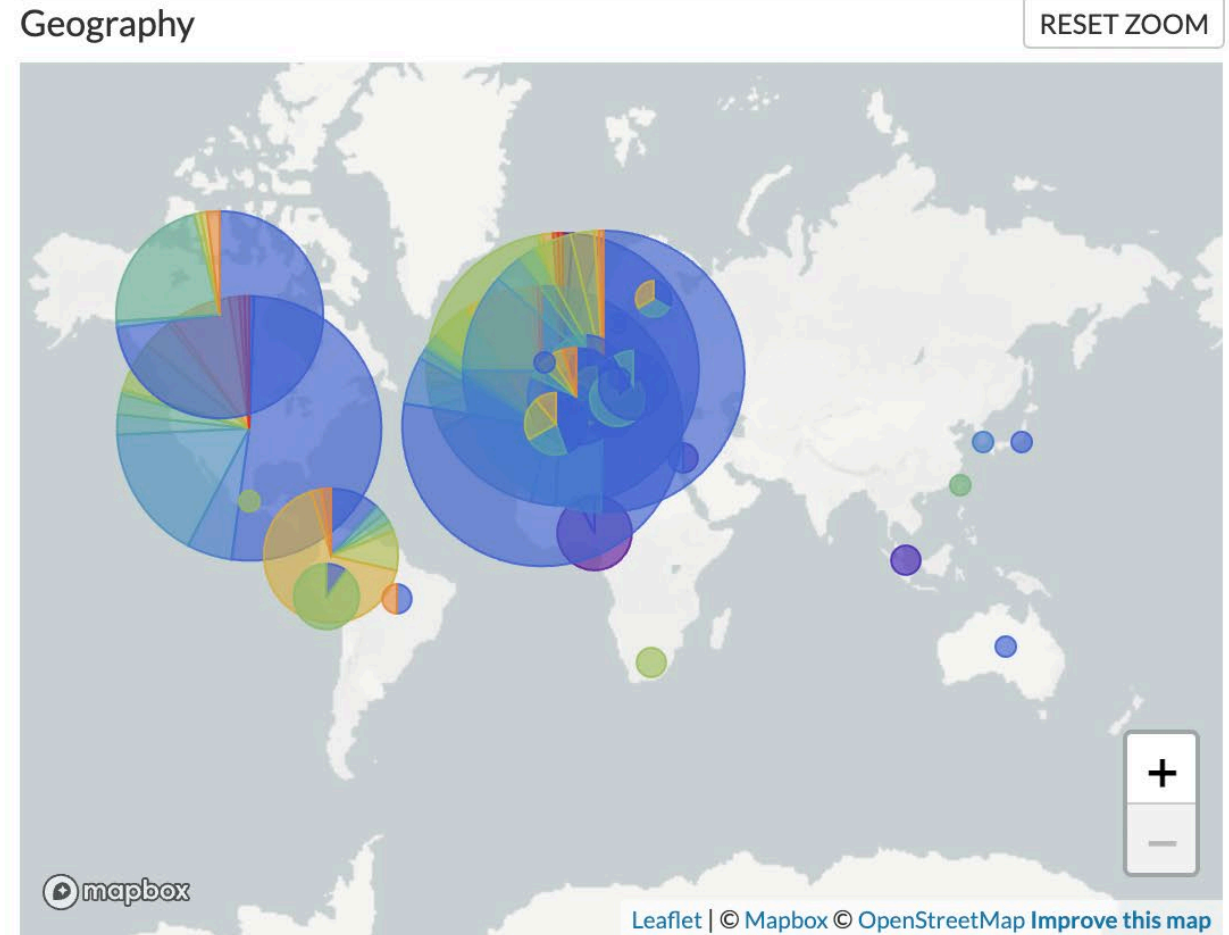 Geography
RESET ZOOM
+
−
mapbox
Leaflet | © Mapbox © OpenStreetMap Improve this map